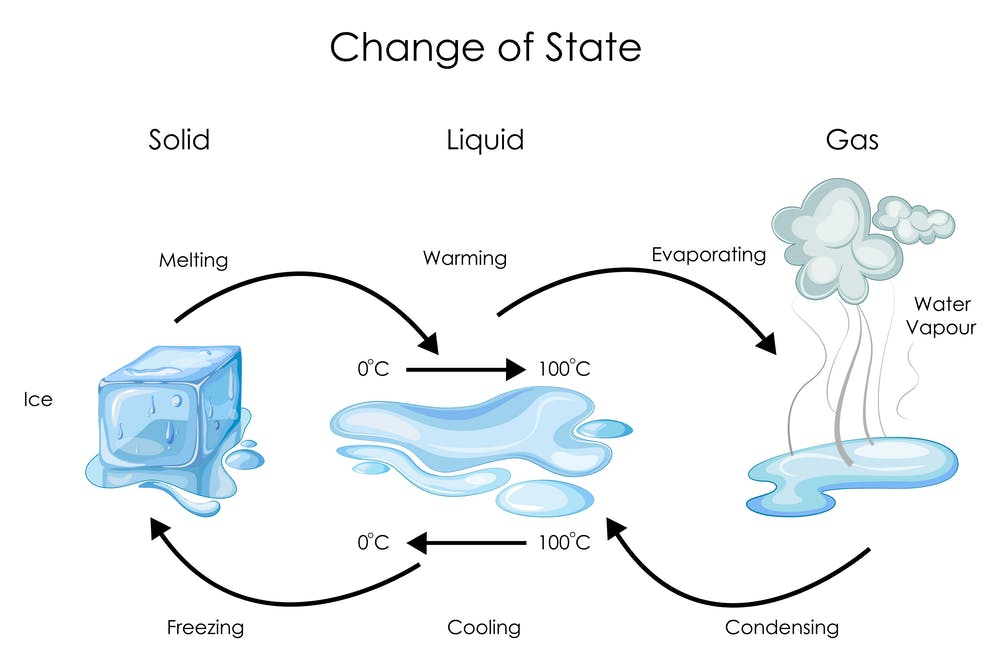 Change of State
Solid
Liquid
Gas
Melting
Warming
Evaporating
Water
Vapour
0°C
100°C
Ice
0°C
100°C
Freezing
Cooling
Condensing